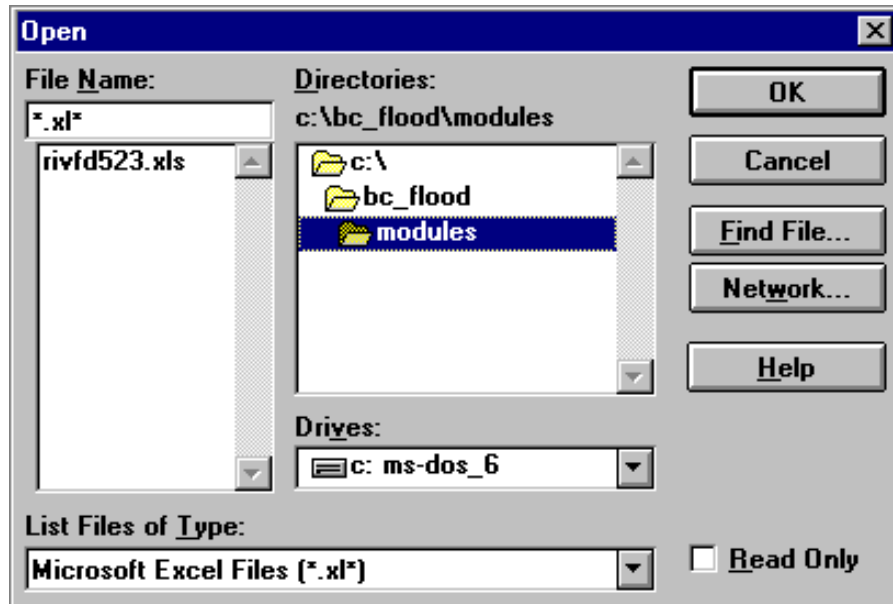 Open
File Name:
*.xl*
rivfd523.xls
Directories:
c:\bc_flood\modules
c:\
bc_flood
modules
Drives:
c: ms-dos_6
List Files of Type:
Microsoft Excel Files (*.xl*)
OK
Cancel
Find File...
Network...
Help
Read Only